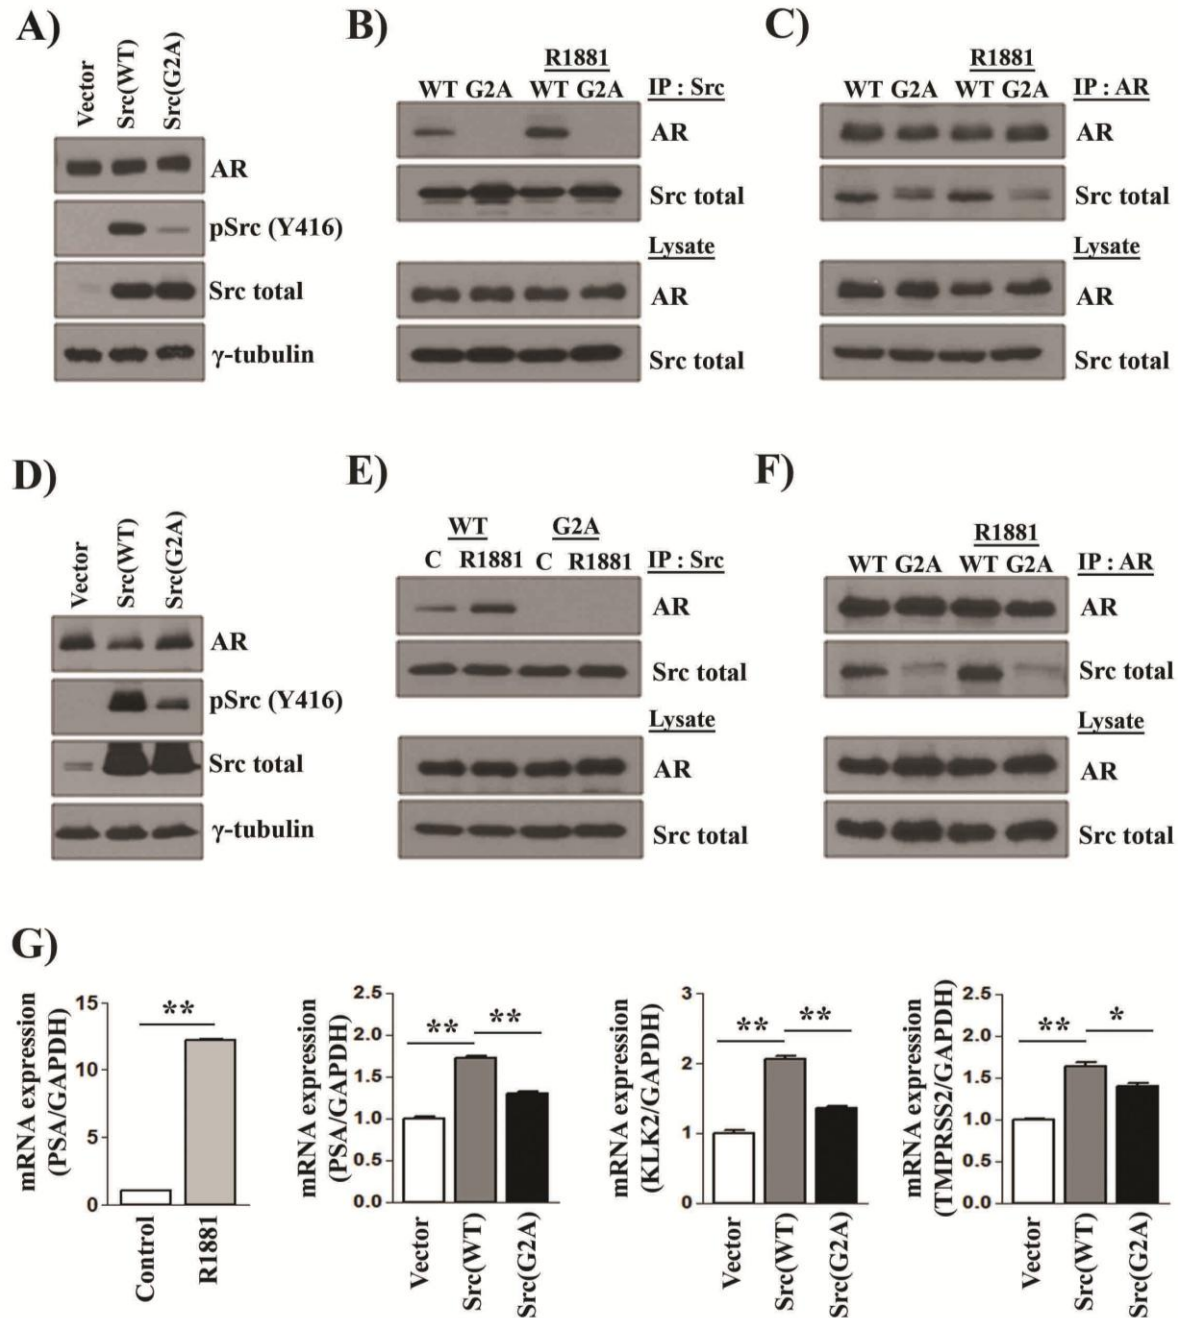 A)
Vector
Src(WT)
Src(G2A)
AR
pSrc (Y416)
Src total
γ-tubulin
B)
R1881
WT G2A WT G2A IP : Src
AR
Src total
Lysate
AR
Src total
C)
R1881
WT G2A WT G2A IP : AR
AR
Src total
Lysate
AR
Src total
D)
Vector
Src(WT)
Src(G2A)
AR
pSrc (Y416)
Src total
γ-tubulin
E)
WT G2A
C R1881 C R1881 IP : Src
AR
Src total
Lysate
AR
Src total
F)
R1881
WT G2A WT G2A IP : AR
AR
Src total
Lysate
AR
Src total
G)
mRNA expression
(PSA/GAPDH)
15
10
5
0
**
Control
R1881
mRNA expression
(PSA/GAPDH)
2.5
2.0
1.5
1.0
0.5
0.0
** **
Vector
Src(WT)
Src(G2A)
mRNA expression
(KLK2/GAPDH)
3
2
1
0
** **
Vector
Src(WT)
Src(G2A)
mRNA expression
(TMPRSS2/GAPDH)
2.5
2.0
1.5
1.0
0.5
0.0
** *
Vector
Src(WT)
Src(G2A)